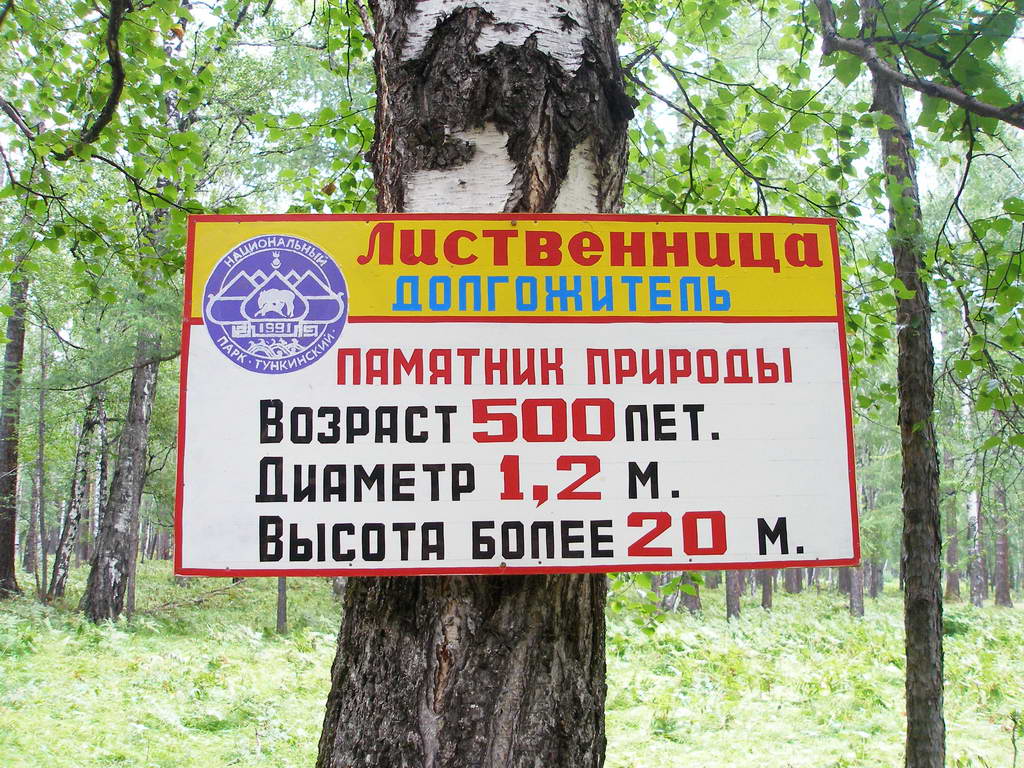 Лиственница
ДОЛГОЖИТЕЛЬ
НАЦИОНАЛЬНЫЙ
1991
ПАРК · ТУНКИНСКИЙ ·
ПАМЯТНИК ПРИРОДЫ
ВОЗРАСТ 500 ЛЕТ.
ДИАМЕТР 1,2 М.
ВЫСОТА БОЛЕЕ 20 М.